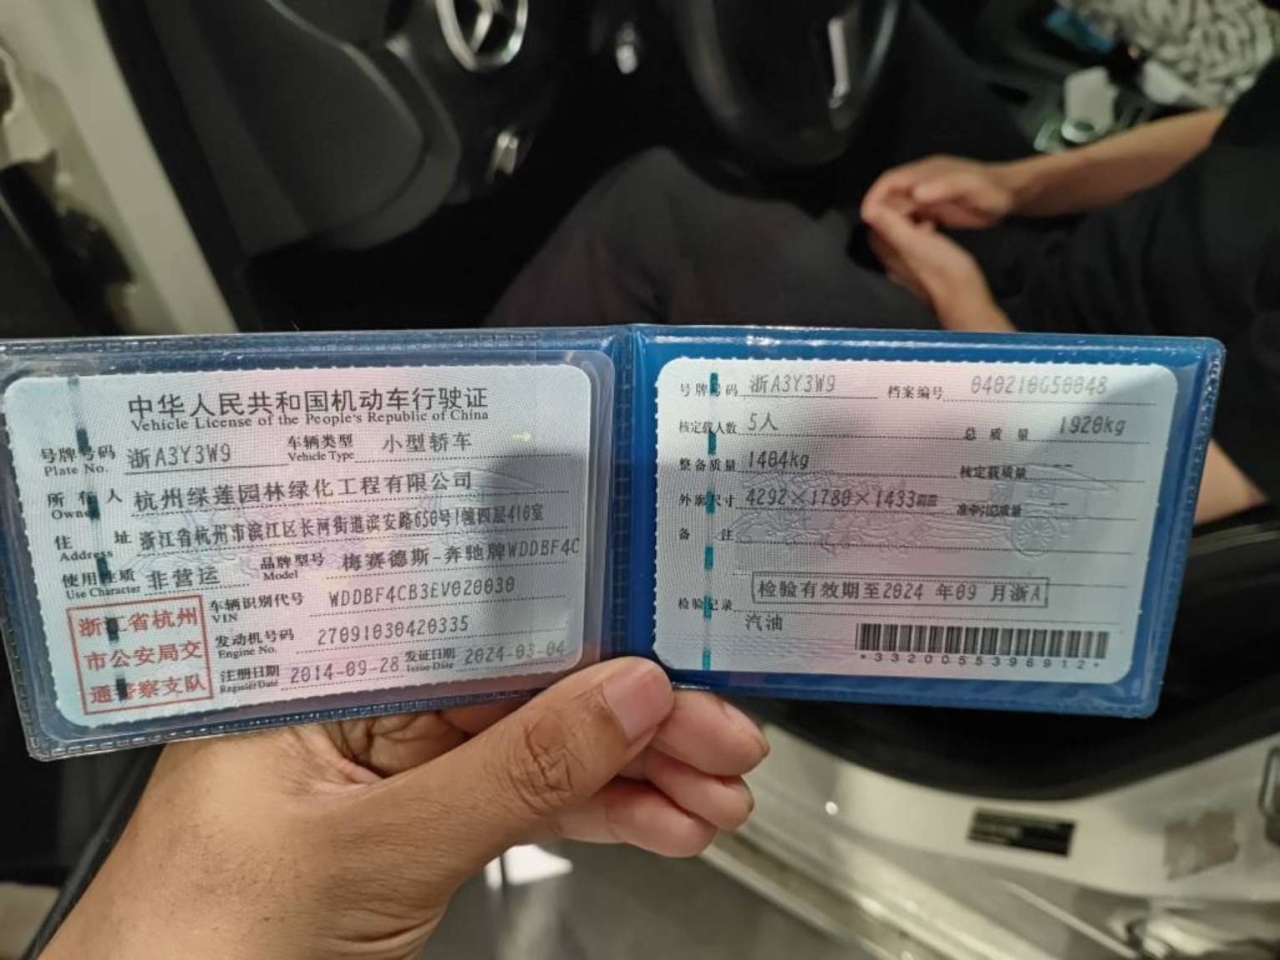 中华人民共和国机动车行驶证
Vehicle License of the People's Republic of China
号牌号码 浙A3Y3W9 车辆类型 小型轿车
Plate No. Vehicle Type
所有人 杭州绿莲园林绿化工程有限公司
Owner
住址 浙江省杭州市滨江区长河街道滨安路650号1幢四层410室
Address
使用性质 非营运 品牌型号 梅赛德斯-奔驰牌WDDBF4C
Use Character Model
浙江省杭州
市公安局交
通警察支队
车辆识别代号 WDDBF4CB3EV020030
VIN
发动机号码 27091030420335
Engine No.
注册日期 2014-09-28 发证日期 2024-03-04
Register Date Issue Date
号牌号码 浙A3Y3W9 档案编号 040210G50048
核定载人数 5人 总质量 1920kg
整备质量 1404kg 核定载质量 --
外廓尺寸 4292×1780×1433mm 准牵引总质量 --
备注
检验有效期至2024年09月浙A
检验记录
汽油
*3320055396912*